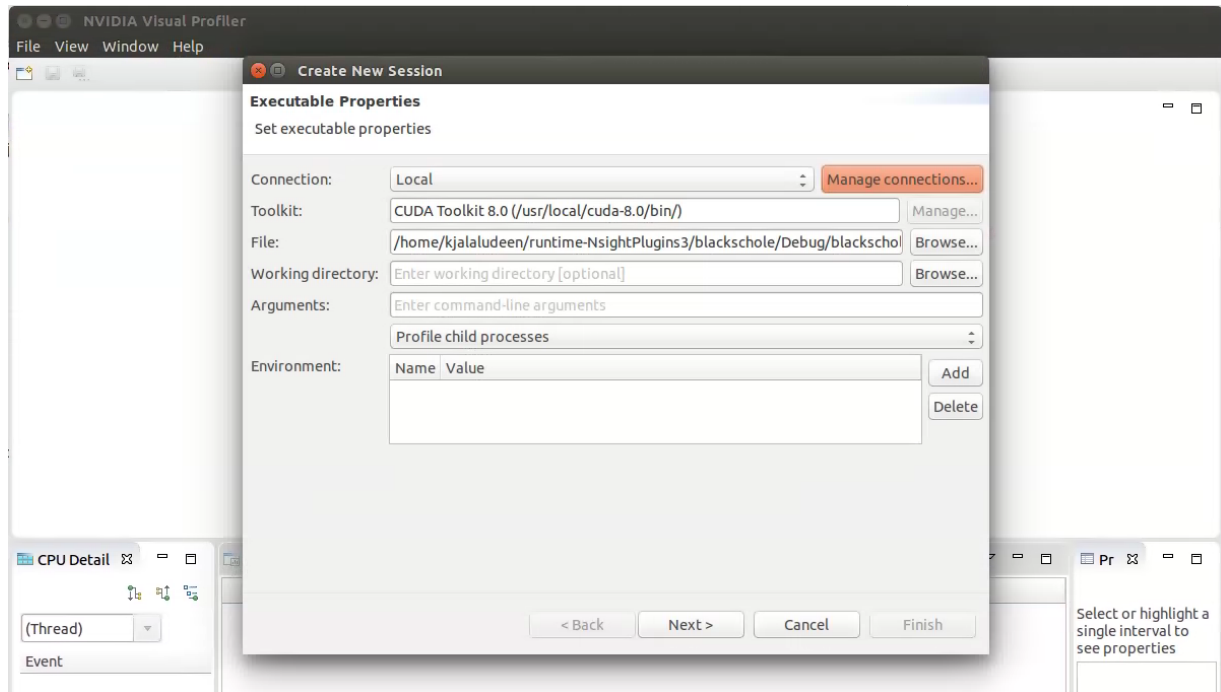 NVIDIA Visual Profiler
File View Window Help
Create New Session
Executable Properties
Set executable properties
Connection: Local Manage connections...
Toolkit: CUDA Toolkit 8.0 (/usr/local/cuda-8.0/bin/) Manage...
File: /home/kjalaludeen/runtime-NsightPlugins3/blackschole/Debug/blackschol Browse...
Working directory: Enter working directory [optional] Browse...
Arguments: Enter command-line arguments
Profile child processes
Environment: Name Value Add
Delete
< Back Next > Cancel Finish
CPU Detail
(Thread)
Event
Pr
Select or highlight a
single interval to
see properties